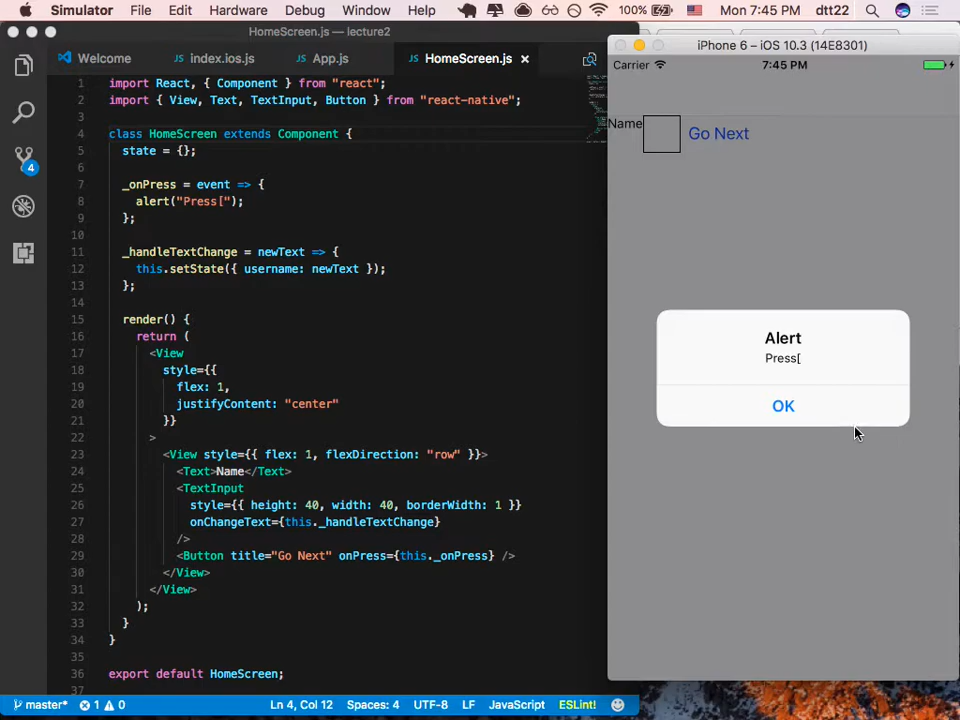 Simulator File Edit Hardware Debug Window Help 100% Mon 7:45 PM dtt22
HomeScreen.js — lecture2
Welcome index.ios.js App.js HomeScreen.js ×
1 import React, { Component } from "react";
2 import { View, Text, TextInput, Button } from "react-native";
3
4 class HomeScreen extends Component {
5 state = {};
6
7 _onPress = event => {
8 alert("Press[");
9 };
10
11 _handleTextChange = newText => {
12 this.setState({ username: newText });
13 };
14
15 render() {
16 return (
17 <View
18 style={{
19 flex: 1,
20 justifyContent: "center"
21 }}
22 >
23 <View style={{ flex: 1, flexDirection: "row" }}>
24 <Text>Name</Text>
25 <TextInput
26 style={{ height: 40, width: 40, borderWidth: 1 }}
27 onChangeText={this._handleTextChange}
28 />
29 <Button title="Go Next" onPress={this._onPress} />
30 </View>
31 </View>
32 );
33 }
34 }
35
36 export default HomeScreen;
37
4
master* 1 0 Ln 4, Col 12 Spaces: 4 UTF-8 LF JavaScript ESLint!
iPhone 6 – iOS 10.3 (14E8301)
Carrier 7:45 PM
Name Go Next
Alert
Press[
OK